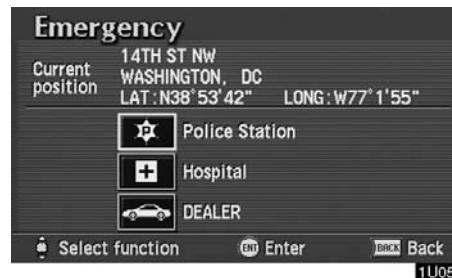 Emergency
Current position
14TH ST NW
WASHINGTON, DC
LAT:N38°53'42" LONG:W77°1'55"
P Police Station
Hospital
DEALER
Select function ENT Enter BACK Back
1U05